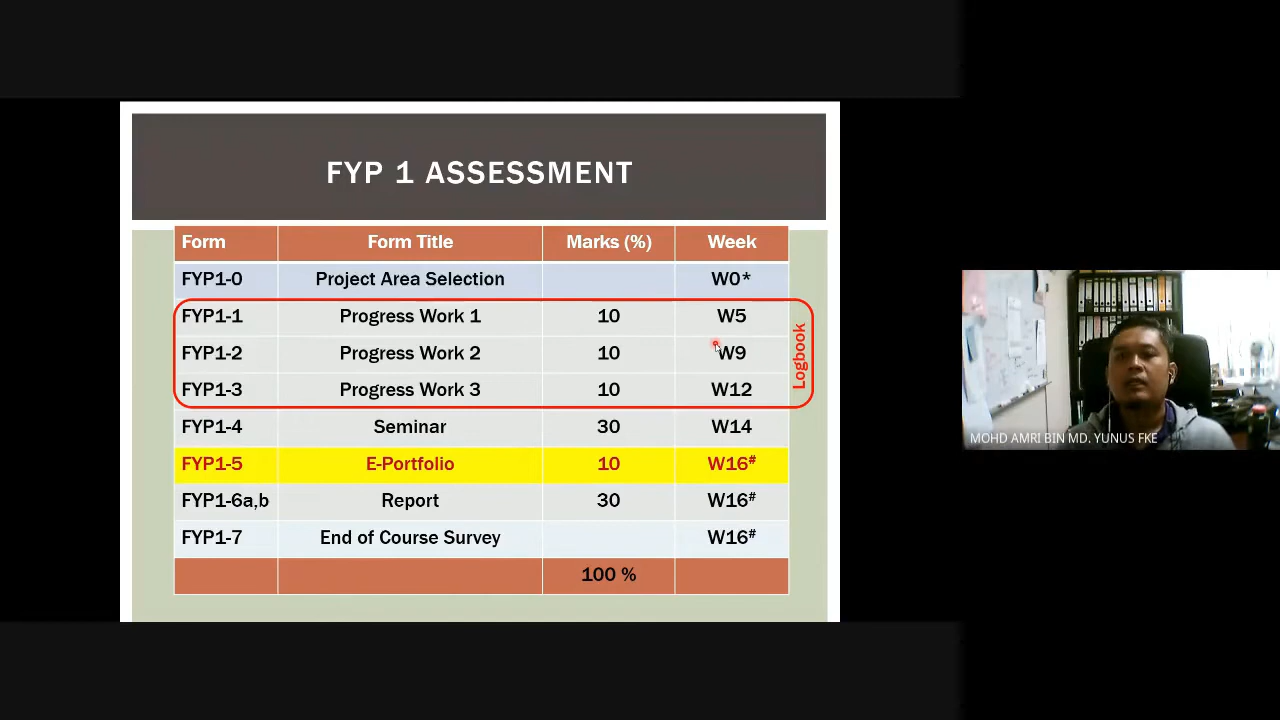 FYP 1 ASSESSMENT
Form Form Title Marks (%) Week
FYP1-0 Project Area Selection W0*
FYP1-1 Progress Work 1 10 W5
FYP1-2 Progress Work 2 10 W9
FYP1-3 Progress Work 3 10 W12
Logbook
FYP1-4 Seminar 30 W14
FYP1-5 E-Portfolio 10 W16#
FYP1-6a,b Report 30 W16#
FYP1-7 End of Course Survey W16#
100 %
MOHD AMRI BIN MD. YUNUS FKE